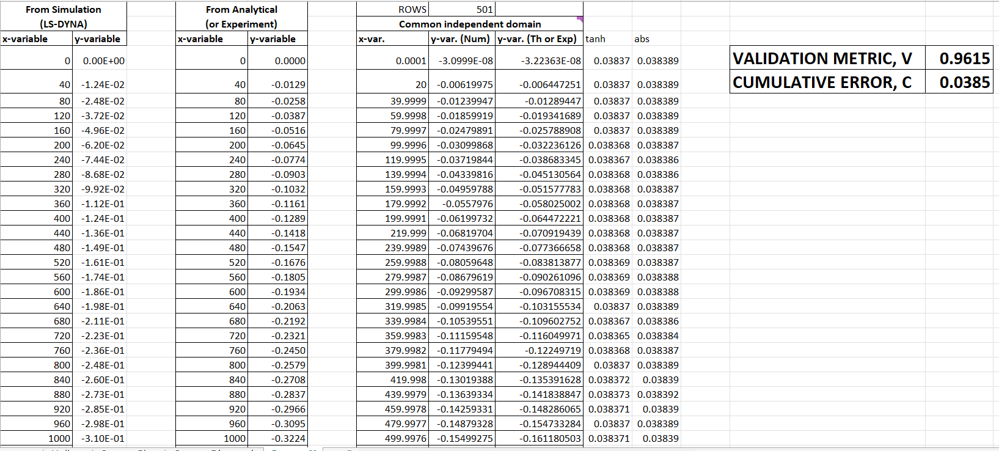 From Simulation From Analytical ROWS 501
(LS-DYNA) (or Experiment) Common independent domain
x-variable y-variable x-variable y-variable x-var. y-var. (Num) y-var. (Th or Exp) tanh abs
0 0.00E+00 0 0.0000 0.0001 -3.0999E-08 -3.22363E-08 0.03837 0.038389 VALIDATION METRIC, V 0.9615
40 -1.24E-02 40 -0.0129 20 -0.00619975 -0.006447251 0.03837 0.038389 CUMULATIVE ERROR, C 0.0385
80 -2.48E-02 80 -0.0258 39.9999 -0.01239947 -0.01289447 0.03837 0.038389
120 -3.72E-02 120 -0.0387 59.9998 -0.01859919 -0.019341689 0.03837 0.038389
160 -4.96E-02 160 -0.0516 79.9997 -0.02479891 -0.025788908 0.03837 0.038389
200 -6.20E-02 200 -0.0645 99.9996 -0.03099868 -0.032236126 0.038368 0.038387
240 -7.44E-02 240 -0.0774 119.9995 -0.03719844 -0.038683345 0.038367 0.038386
280 -8.68E-02 280 -0.0903 139.9994 -0.04339816 -0.045130564 0.038368 0.038386
320 -9.92E-02 320 -0.1032 159.9993 -0.04959788 -0.051577783 0.038368 0.038387
360 -1.12E-01 360 -0.1161 179.9992 -0.0557976 -0.058025002 0.038368 0.038387
400 -1.24E-01 400 -0.1289 199.9991 -0.06199732 -0.064472221 0.038368 0.038387
440 -1.36E-01 440 -0.1418 219.999 -0.06819704 -0.070919439 0.038368 0.038387
480 -1.49E-01 480 -0.1547 239.9989 -0.07439676 -0.077366658 0.038368 0.038387
520 -1.61E-01 520 -0.1676 259.9988 -0.08059648 -0.083813877 0.038369 0.038387
560 -1.74E-01 560 -0.1805 279.9987 -0.08679619 -0.090261096 0.038369 0.038388
600 -1.86E-01 600 -0.1934 299.9986 -0.09299587 -0.096708315 0.038369 0.038388
640 -1.98E-01 640 -0.2063 319.9985 -0.09919554 -0.103155534 0.03837 0.038389
680 -2.11E-01 680 -0.2192 339.9984 -0.10539551 -0.109602752 0.038367 0.038386
720 -2.23E-01 720 -0.2321 359.9983 -0.11159548 -0.116049971 0.038365 0.038384
760 -2.36E-01 760 -0.2450 379.9982 -0.11779494 -0.12249719 0.038368 0.038387
800 -2.48E-01 800 -0.2579 399.9981 -0.12399441 -0.128944409 0.03837 0.038389
840 -2.60E-01 840 -0.2708 419.998 -0.13019388 -0.135391628 0.038372 0.03839
880 -2.73E-01 880 -0.2837 439.9979 -0.13639334 -0.141838847 0.038373 0.038392
920 -2.85E-01 920 -0.2966 459.9978 -0.14259331 -0.148286065 0.038371 0.03839
960 -2.98E-01 960 -0.3095 479.9977 -0.14879328 -0.154733284 0.03837 0.038389
1000 -3.10E-01 1000 -0.3224 499.9976 -0.15499275 -0.161180503 0.038371 0.03839